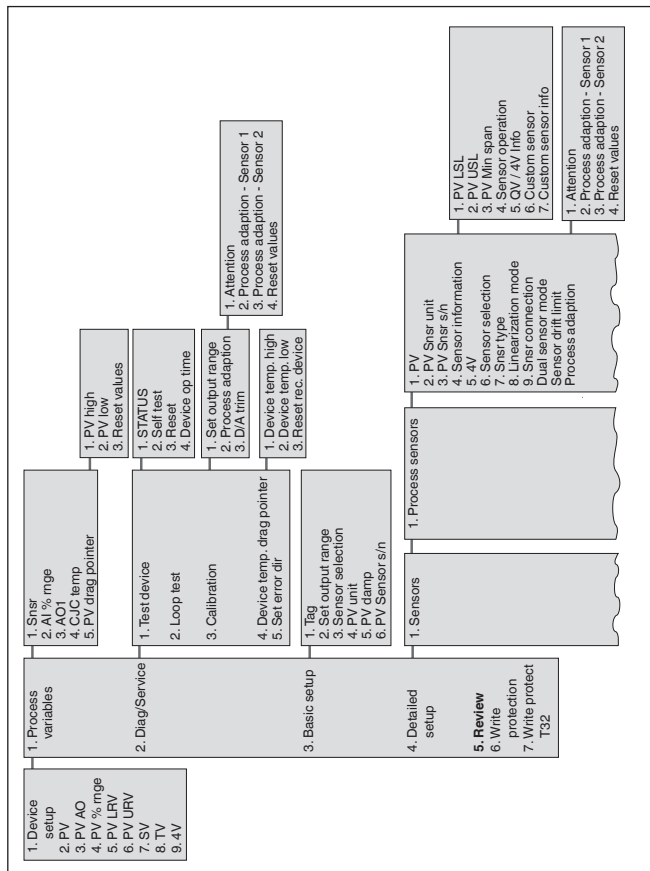 1. Device
setup
2. PV
3. PV AO
4. PV % rnge
5. PV LRV
6. PV URV
7. SV
8. TV
9. 4V
1. Process
variables
2. Diag/Service
3. Basic setup
4. Detailed
setup
5. Review
6. Write
protection
7. Write protect
T32
1. Snsr
2. AI % rnge
3. AO1
4. CJC temp
5. PV drag pointer
1. PV high
2. PV low
3. Reset values
1. Test device
2. Loop test
3. Calibration
4. Device temp. drag pointer
5. Set error dir
1. STATUS
2. Self test
3. Reset
4. Device op time
1. Set output range
2. Process adaption
3. D/A trim
1. Attention
2. Process adaption - Sensor 1
3. Process adaption - Sensor 2
4. Reset values
1. Device temp. high
2. Device temp. low
3. Reset rec. device
1. Tag
2. Set output range
3. Sensor selection
4. PV unit
5. PV damp
6. PV Sensor s/n
1. Sensors
1. Process sensors
1. PV
2. PV Snsr unit
3. PV Snsr s/n
4. Sensor information
5. 4V
6. Sensor selection
7. Snsr type
8. Linearization mode
9. Snsr connection
Dual sensor mode
Sensor drift limit
Process adaption
1. PV LSL
2. PV USL
3. PV Min span
4. Sensor operation
5. QV / 4V Info
6. Custom sensor
7. Custom sensor info
1. Attention
2. Process adaption - Sensor 1
3. Process adaption - Sensor 2
4. Reset values